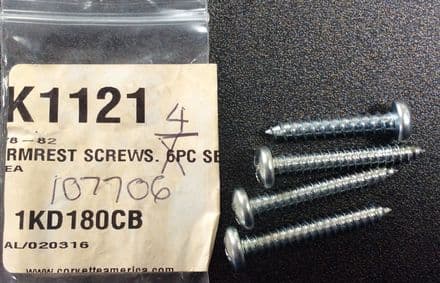 K1121
4
78 - 82
RMREST SCREWS. 6PC SE
EA
107706
1KD180CB
AL/020316
www.corvetteamerica.com